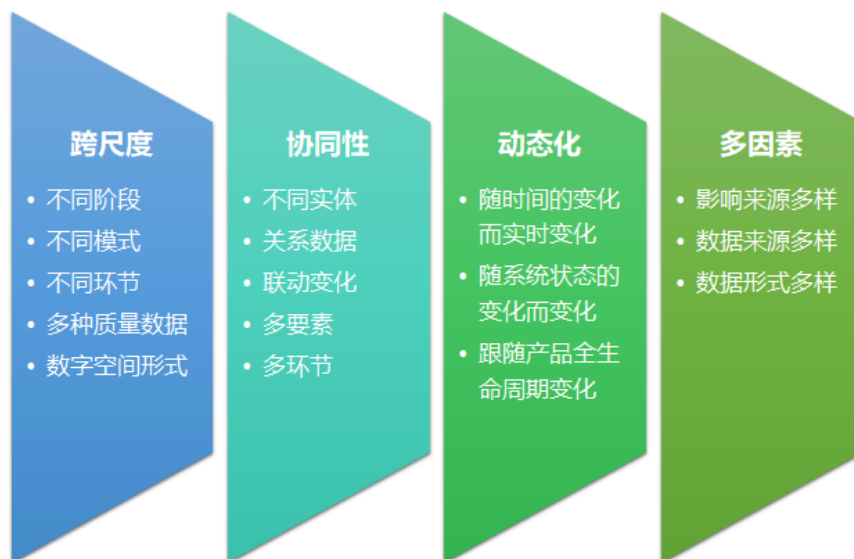 跨尺度
• 不同阶段
• 不同模式
• 不同环节
• 多种质量数据
• 数字空间形式
协同性
• 不同实体
• 关系数据
• 联动变化
• 多要素
• 多环节
动态化
• 随时间的变化
而实时变化
• 随系统状态的
变化而变化
• 跟随产品全生
命周期变化
多因素
• 影响来源多样
• 数据来源多样
• 数据形式多样